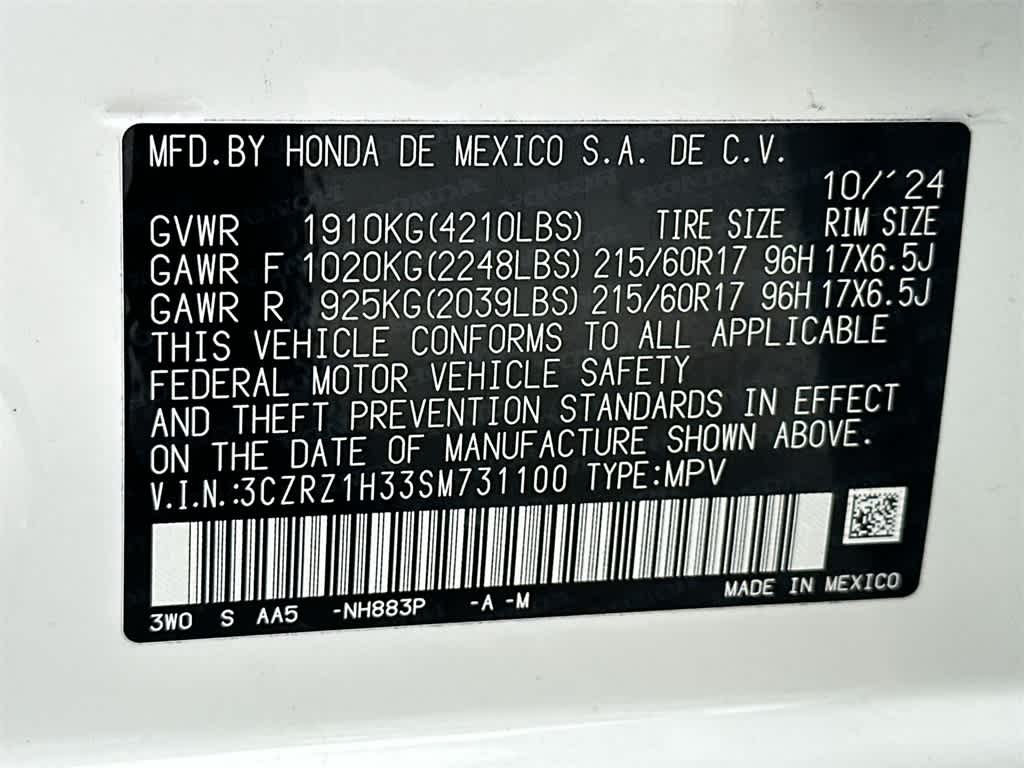 MFD.BY HONDA DE MEXICO S.A. DE C.V.
10/´24
GVWR 1910KG(4210LBS) TIRE SIZE RIM SIZE
GAWR F 1020KG(2248LBS) 215/60R17 96H 17X6.5J
GAWR R 925KG(2039LBS) 215/60R17 96H 17X6.5J
THIS VEHICLE CONFORMS TO ALL APPLICABLE
FEDERAL MOTOR VEHICLE SAFETY
AND THEFT PREVENTION STANDARDS IN EFFECT
ON THE DATE OF MANUFACTURE SHOWN ABOVE.
V.I.N.:3CZRZ1H33SM731100 TYPE:MPV
MADE IN MEXICO
3W0 S AA5 -NH883P -A -M